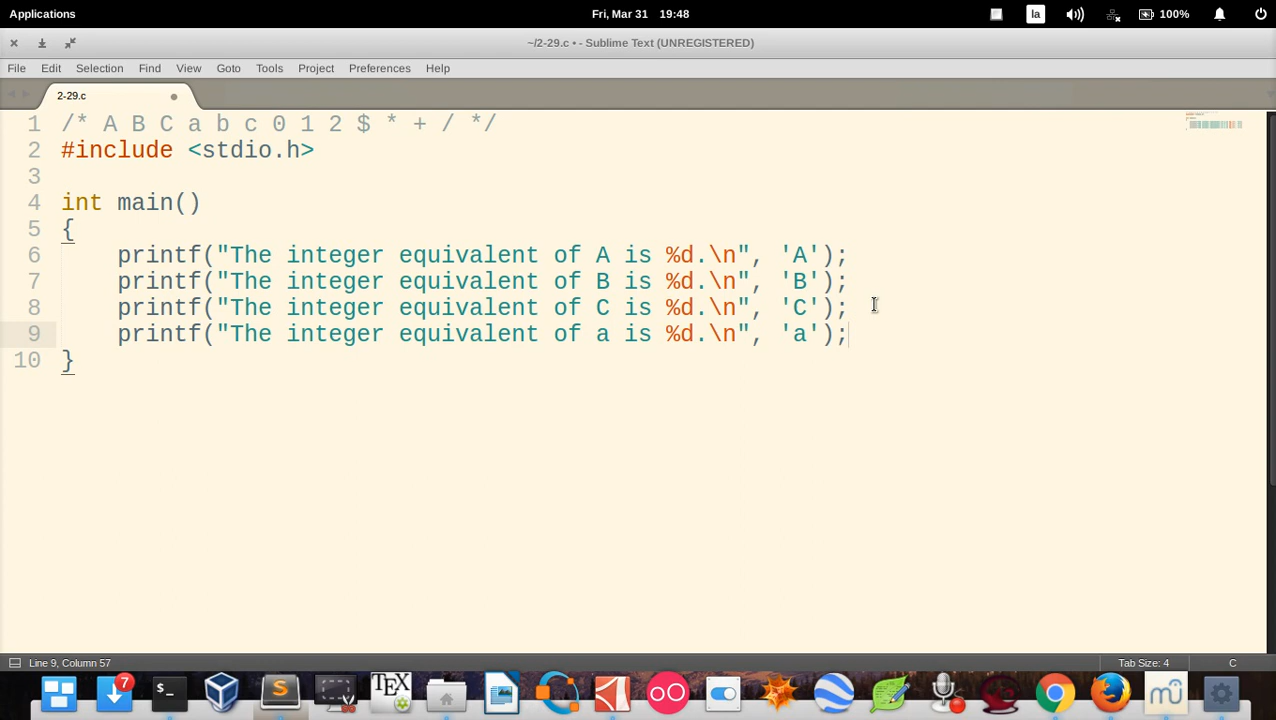 Applications
Fri, Mar 31 19:48
la
100%
~/2-29.c • - Sublime Text (UNREGISTERED)
File Edit Selection Find View Goto Tools Project Preferences Help
2-29.c
1 /* A B C a b c 0 1 2 $ * + / */
2 #include <stdio.h>
3
4 int main()
5 {
6 printf("The integer equivalent of A is %d.\n", 'A');
7 printf("The integer equivalent of B is %d.\n", 'B');
8 printf("The integer equivalent of C is %d.\n", 'C');
9 printf("The integer equivalent of a is %d.\n", 'a');
10 }
Line 9, Column 57
Tab Size: 4
C
7
>_
S
TEX
mu